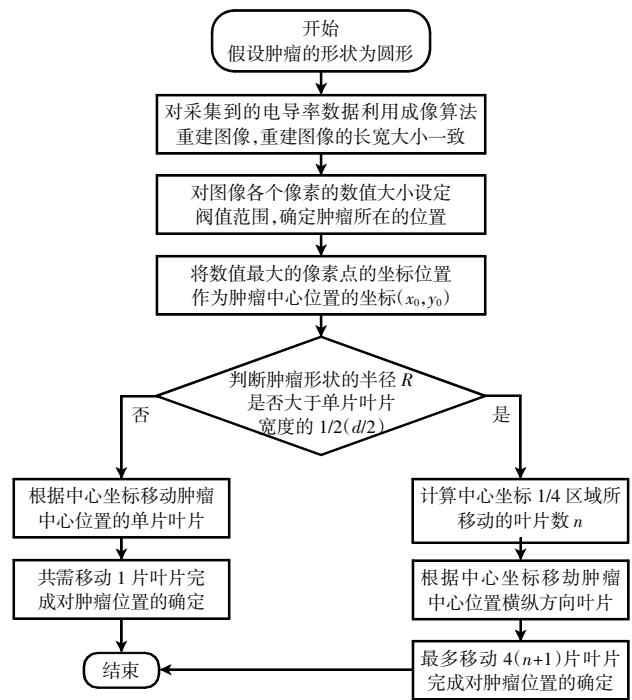 开始
假设肿瘤的形状为圆形
对采集到的电导率数据利用成像算法
重建图像,重建图像的长宽大小一致
对图像各个像素的数值大小设定
阀值范围,确定肿瘤所在的位置
将数值最大的像素点的坐标位置
作为肿瘤中心位置的坐标(x₀,y₀)
判断肿瘤形状的半径 R
是否大于单片叶片
宽度的 1/2(d/2)
否
是
根据中心坐标移动肿瘤
中心位置的单片叶片
共需移动 1 片叶片完
成对肿瘤位置的确定
计算中心坐标 1/4 区域所
移动的叶片数 n
根据中心坐标移劫肿瘤
中心位置横纵方向叶片
最多移动 4(n+1)片叶片
完成对肿瘤位置的确定
结束